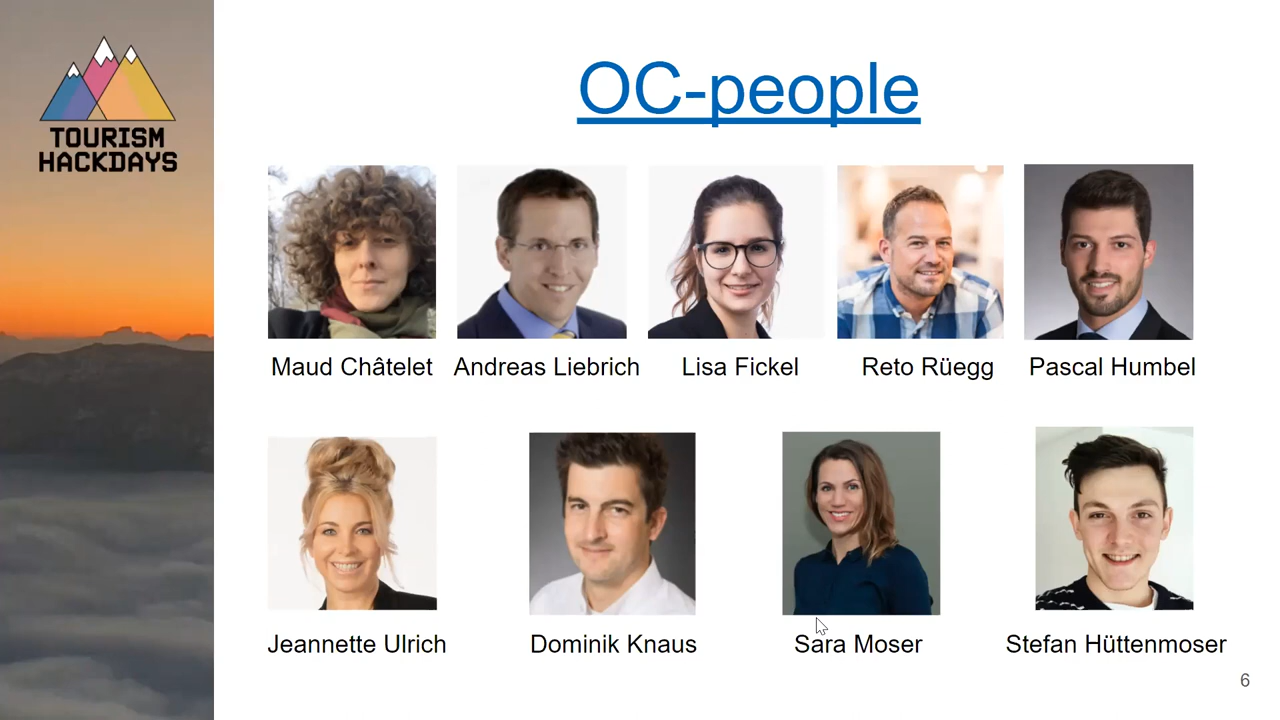 TOURISM
HACKDAYS
OC-people
Maud Châtelet
Andreas Liebrich
Lisa Fickel
Reto Rüegg
Pascal Humbel
Jeannette Ulrich
Dominik Knaus
Sara Moser
Stefan Hüttenmoser
6